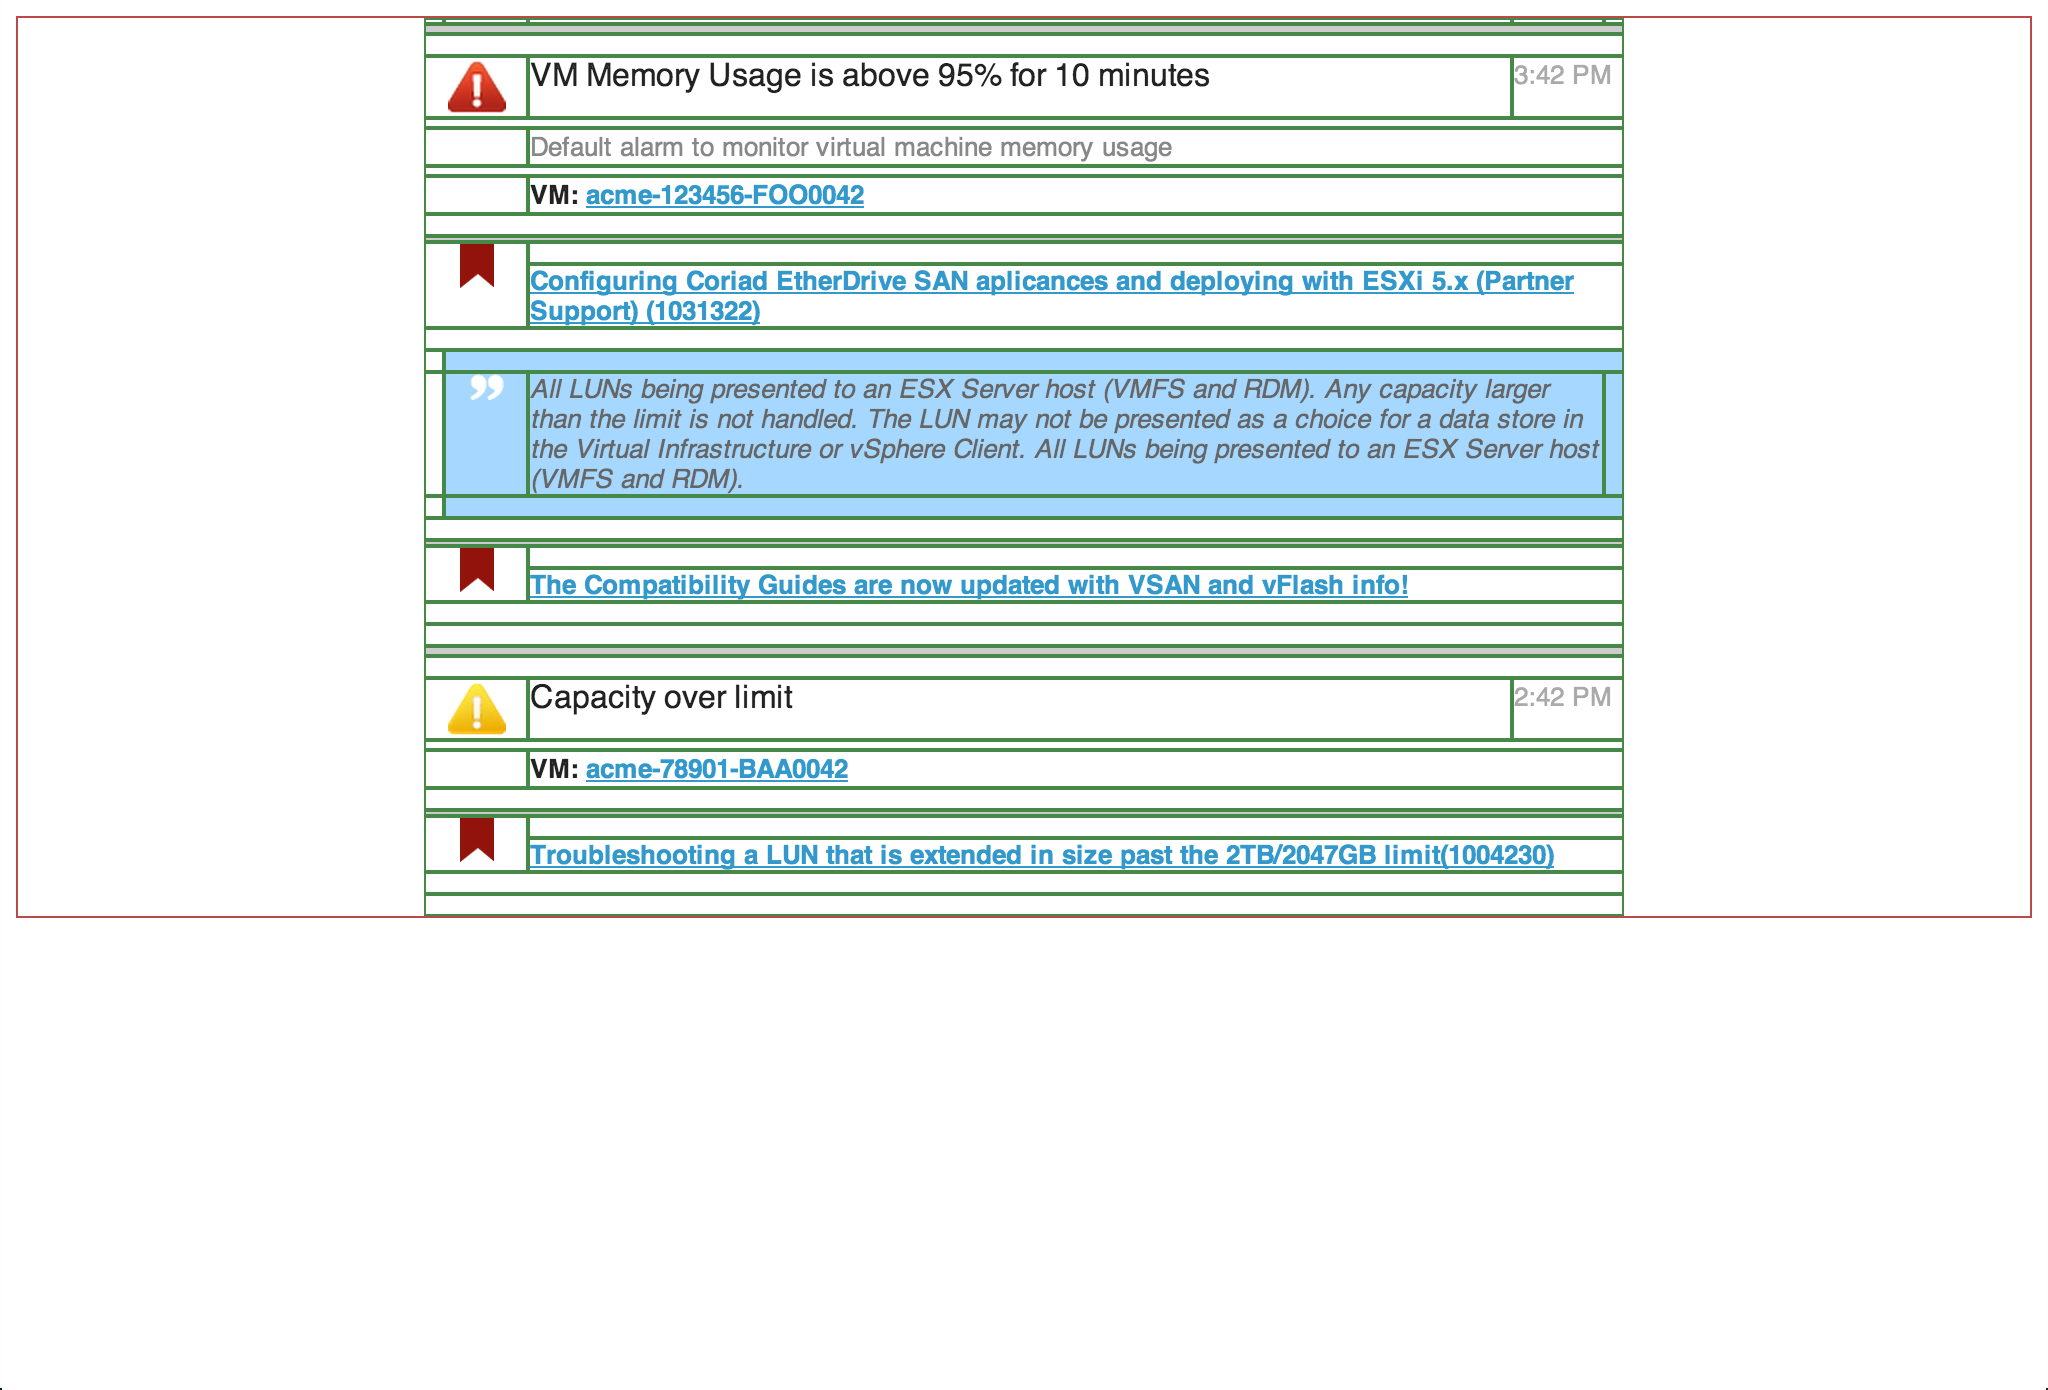 VM Memory Usage is above 95% for 10 minutes
3:42 PM
Default alarm to monitor virtual machine memory usage
VM: acme-123456-FOO0042
Configuring Coriad EtherDrive SAN aplicances and deploying with ESXi 5.x (Partner
Support) (1031322)
” All LUNs being presented to an ESX Server host (VMFS and RDM). Any capacity larger
than the limit is not handled. The LUN may not be presented as a choice for a data store in
the Virtual Infrastructure or vSphere Client. All LUNs being presented to an ESX Server host
(VMFS and RDM).
The Compatibility Guides are now updated with VSAN and vFlash info!
Capacity over limit
2:42 PM
VM: acme-78901-BAA0042
Troubleshooting a LUN that is extended in size past the 2TB/2047GB limit(1004230)